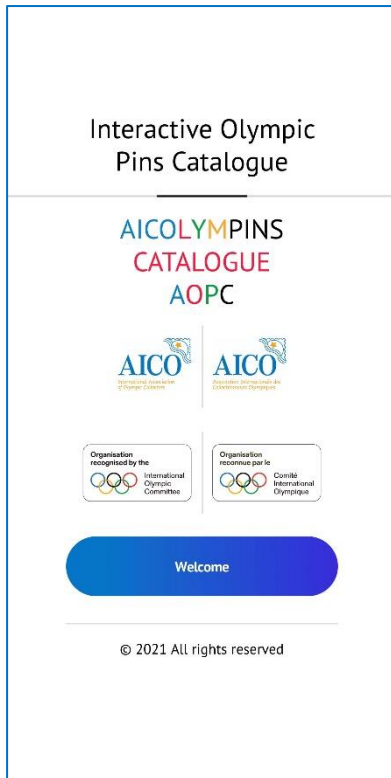 Interactive Olympic
Pins Catalogue
AICOLYMPINS
CATALOGUE
AOPC
AICO
International Association
of Olympic Collectors
AICO
Association Internationale des
Collectionneurs Olympiques
Organisation
recognised by the
International
Olympic
Committee
Organisation
reconnue par le
Comité
International
Olympique
Welcome
© 2021 All rights reserved